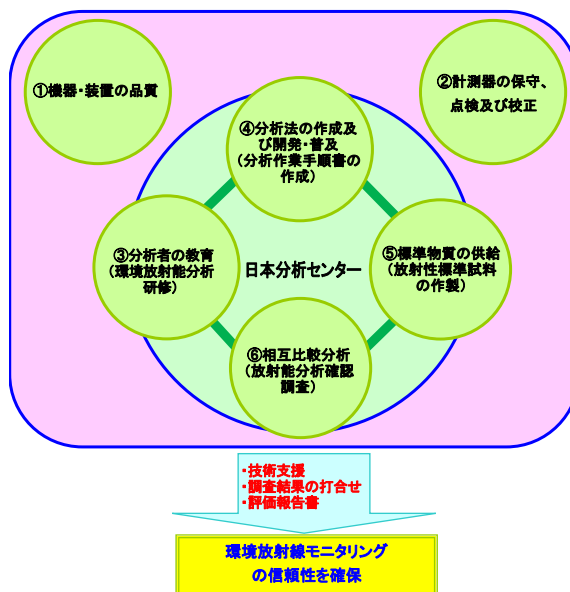 ①機器・装置の品質
②計測器の保守、
点検及び校正
④分析法の作成及
び開発・普及
(分析作業手順書の
作成)
③分析者の教育
(環境放射能分析
研修)
日本分析センター
⑤標準物質の供給
(放射性標準試料
の作製)
⑥相互比較分析
(放射能分析確認
調査)
・技術支援
・調査結果の打合せ
・評価報告書
環境放射線モニタリング
の信頼性を確保